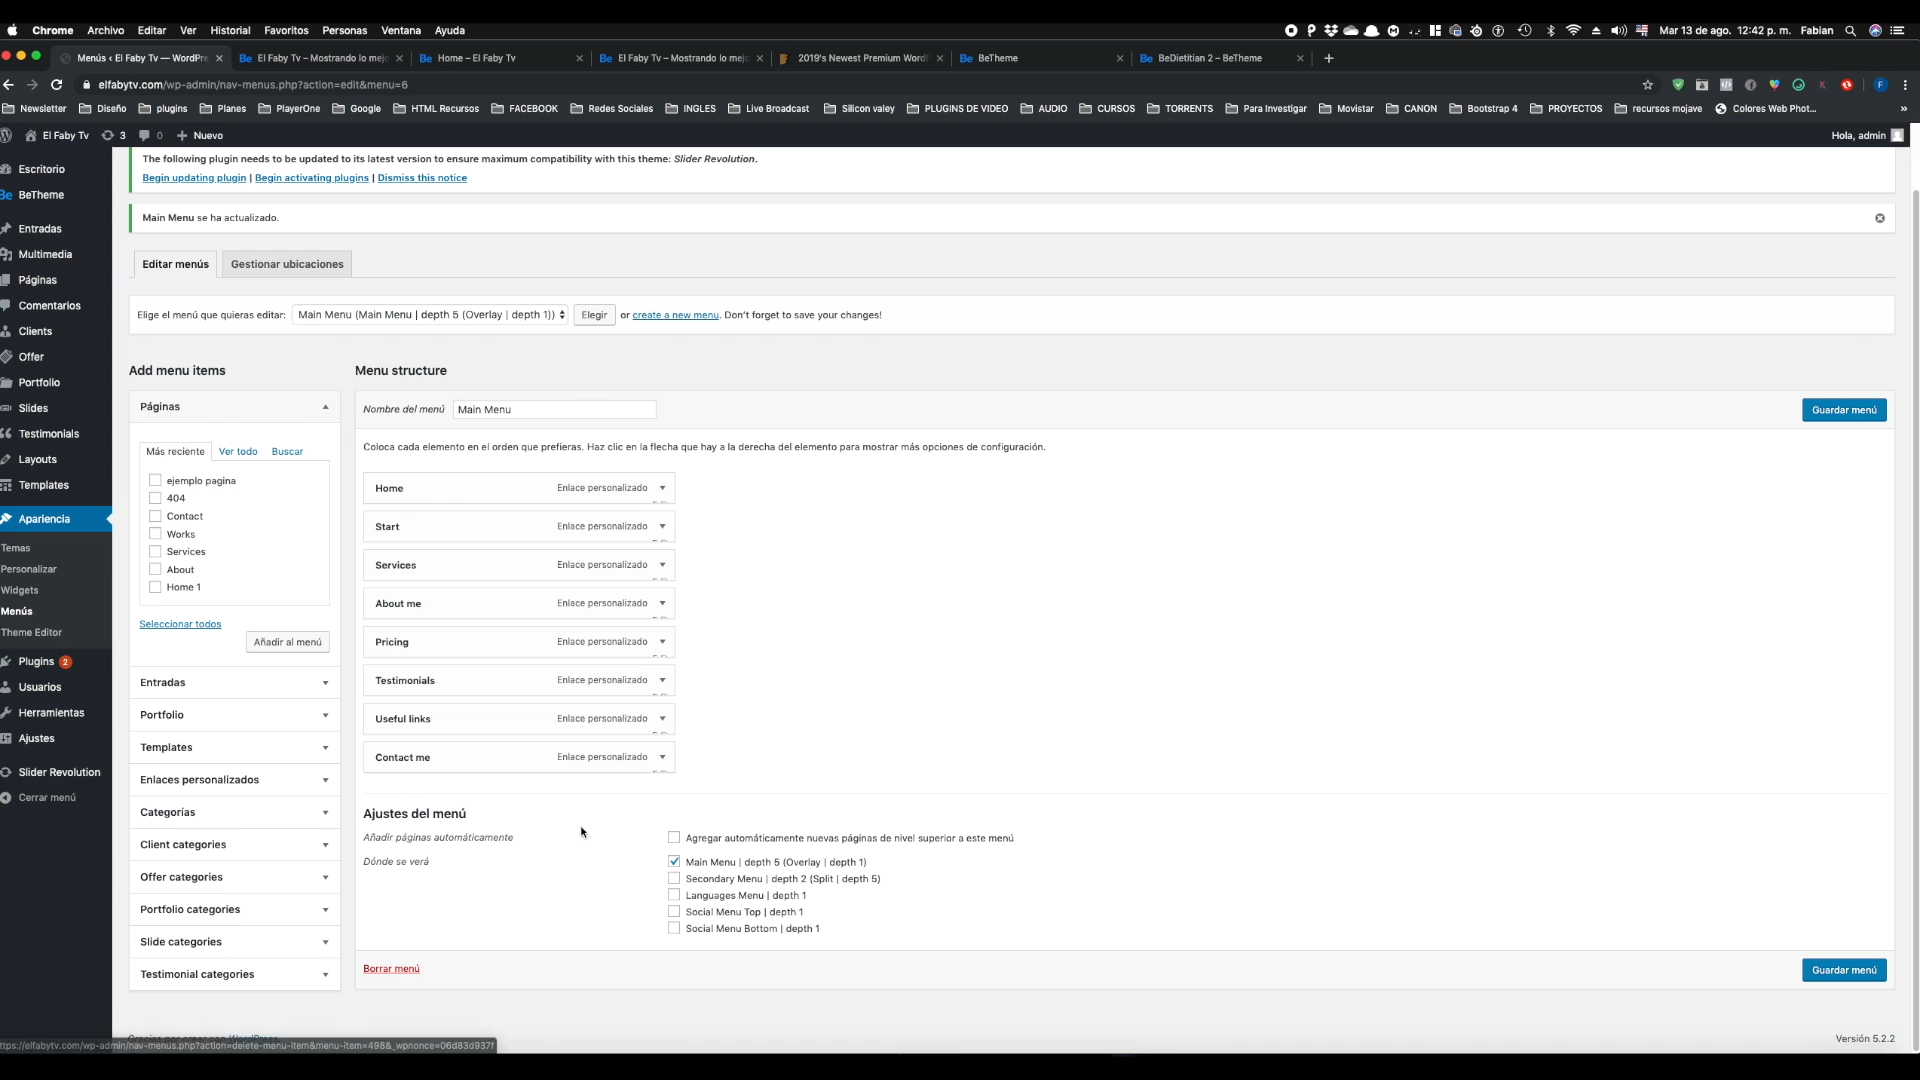 Chrome Archivo Editar Ver Historial Favoritos Personas Ventana Ayuda
Mar 13 de ago. 12:42 p. m. Fabian
Menús ‹ El Faby Tv — WordPre
El Faby Tv – Mostrando lo mej
Home – El Faby Tv
El Faby Tv – Mostrando lo mej
2019's Newest Premium Word
BeTheme
BeDietitian 2 – BeTheme
elfabytv.com/wp-admin/nav-menus.php?action=edit&menu=6
Newsletter Diseño plugins Planes PlayerOne Google HTML Recursos FACEBOOK Redes Sociales INGLES Live Broadcast Silicon valey PLUGINS DE VIDEO AUDIO CURSOS TORRENTS Para Investigar Movistar CANON Bootstrap 4 PROYECTOS recursos mojave Colores Web Phot... »
El Faby Tv 3 0 + Nuevo
Hola, admin
The following plugin needs to be updated to its latest version to ensure maximum compatibility with this theme: Slider Revolution.
Begin updating plugin | Begin activating plugins | Dismiss this notice
Main Menu se ha actualizado.
Escritorio
BeTheme
Entradas
Multimedia
Páginas
Comentarios
Clients
Offer
Portfolio
Slides
Testimonials
Layouts
Templates
Apariencia
Temas
Personalizar
Widgets
Menús
Theme Editor
Plugins 2
Usuarios
Herramientas
Ajustes
Slider Revolution
Cerrar menú
Editar menús
Gestionar ubicaciones
Elige el menú que quieras editar: Main Menu (Main Menu | depth 5 (Overlay | depth 1)) Elegir or create a new menu. Don't forget to save your changes!
Add menu items
Páginas
Más reciente Ver todo Buscar
ejemplo pagina
404
Contact
Works
Services
About
Home 1
Seleccionar todos
Añadir al menú
Entradas
Portfolio
Templates
Enlaces personalizados
Categorías
Client categories
Offer categories
Portfolio categories
Slide categories
Testimonial categories
Menu structure
Nombre del menú Main Menu
Guardar menú
Coloca cada elemento en el orden que prefieras. Haz clic en la flecha que hay a la derecha del elemento para mostrar más opciones de configuración.
Home Enlace personalizado
Start Enlace personalizado
Services Enlace personalizado
About me Enlace personalizado
Pricing Enlace personalizado
Testimonials Enlace personalizado
Useful links Enlace personalizado
Contact me Enlace personalizado
Ajustes del menú
Añadir páginas automáticamente
Agregar automáticamente nuevas páginas de nivel superior a este menú
Dónde se verá
Main Menu | depth 5 (Overlay | depth 1)
Secondary Menu | depth 2 (Split | depth 5)
Languages Menu | depth 1
Social Menu Top | depth 1
Social Menu Bottom | depth 1
Borrar menú
Guardar menú
Versión 5.2.2
ttps://elfabytv.com/wp-admin/nav-menus.php?action=delete-menu-item&menu-item=498&_wpnonce=06d83d937f